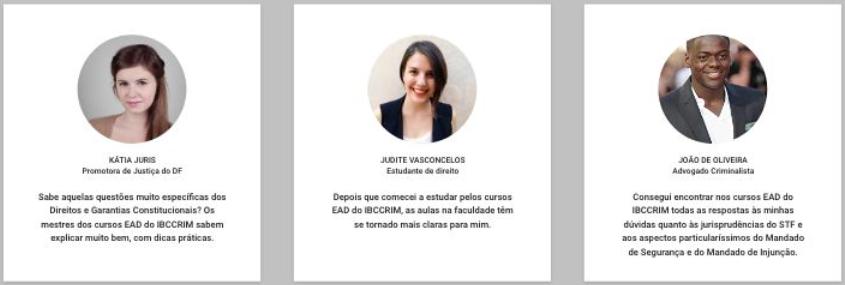 KÁTIA JURIS
Promotora de Justiça do DF
Sabe aquelas questões muito específicas dos
Direitos e Garantias Constitucionais? Os
mestres dos cursos EAD do IBCCRIM sabem
explicar muito bem, com dicas práticas.
JUDITE VASCONCELOS
Estudante de direito
Depois que comecei a estudar pelos cursos
EAD do IBCCRIM, as aulas na faculdade têm
se tornado mais claras para mim.
JOÃO DE OLIVEIRA
Advogado Criminalista
Consegui encontrar nos cursos EAD do
IBCCRIM todas as respostas às minhas
dúvidas quanto às jurisprudências do STF e
aos aspectos particularíssimos do Mandado
de Segurança e do Mandado de Injunção.